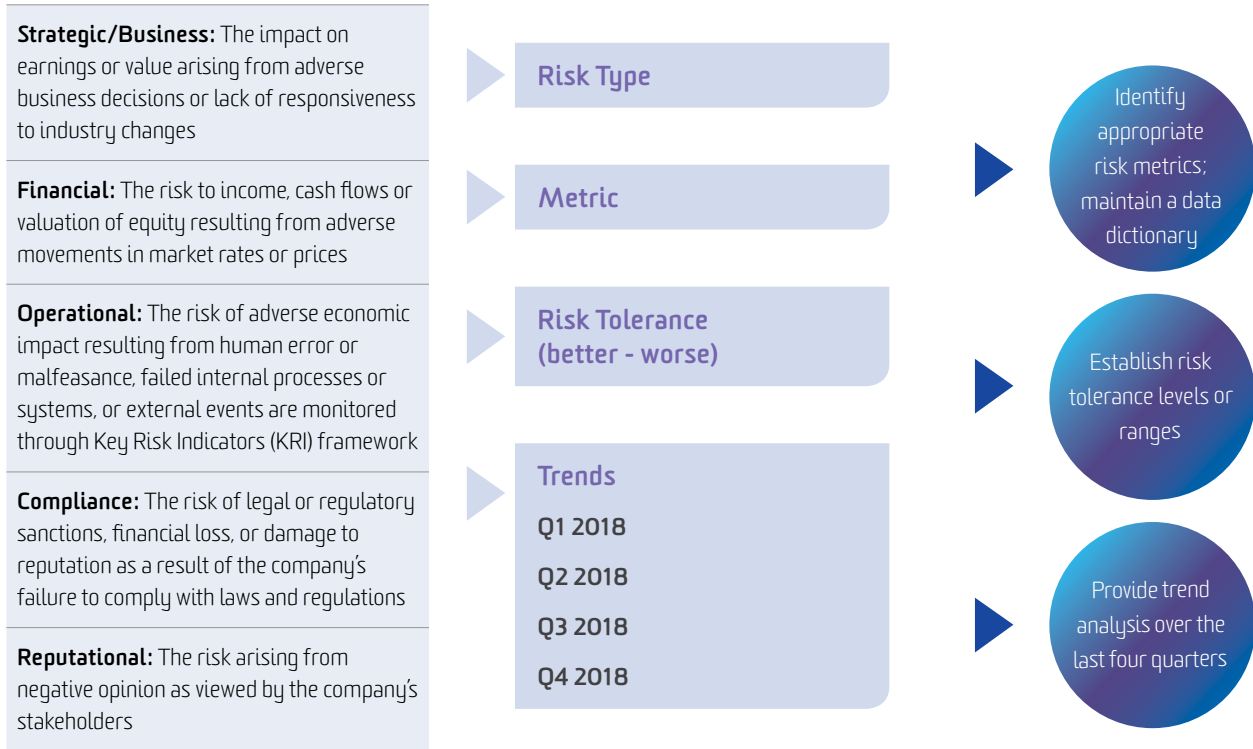 Strategic/Business: The impact on
earnings or value arising from adverse
business decisions or lack of responsiveness
to industry changes
Financial: The risk to income, cash flows or
valuation of equity resulting from adverse
movements in market rates or prices
Operational: The risk of adverse economic
impact resulting from human error or
malfeasance, failed internal processes or
systems, or external events are monitored
through Key Risk Indicators (KRI) framework
Compliance: The risk of legal or regulatory
sanctions, financial loss, or damage to
reputation as a result of the company's
failure to comply with laws and regulations
Reputational: The risk arising from
negative opinion as viewed by the company's
stakeholders
Risk Type
Metric
Risk Tolerance
(better - worse)
Trends
Q1 2018
Q2 2018
Q3 2018
Q4 2018
Identify
appropriate
risk metrics;
maintain a data
dictionary
Establish risk
tolerance levels or
ranges
Provide trend
analysis over the
last four quarters